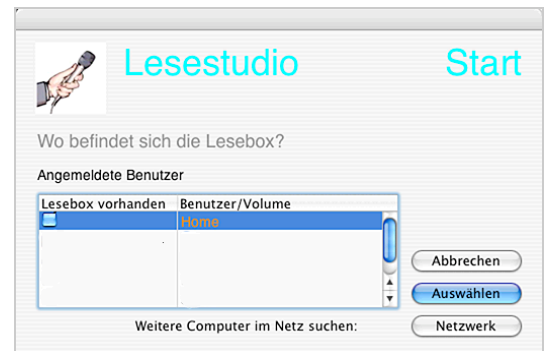 Lesestudio Start
Wo befindet sich die Lesebox?
Angemeldete Benutzer
Lesebox vorhanden Benutzer/Volume
Home
Abbrechen
Auswählen
Weitere Computer im Netz suchen: Netzwerk